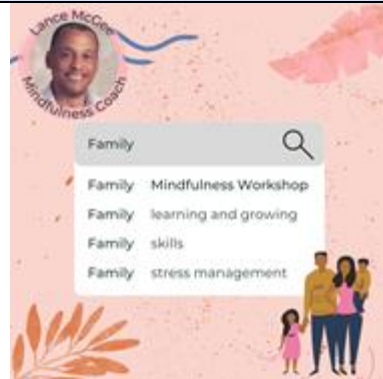 Lance McGee
Mindfulness Coach
Family
Family Mindfulness Workshop
Family learning and growing
Family skills
Family stress management